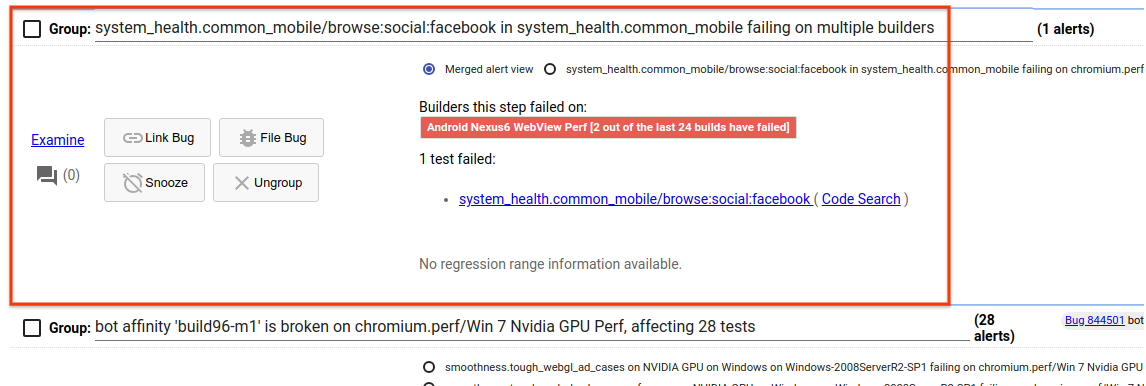 Group: system_health.common_mobile/browse:social:facebook in system_health.common_mobile failing on multiple builders (1 alerts)
Merged alert view system_health.common_mobile/browse:social:facebook in system_health.common_mobile failing on chromium.perf
Builders this step failed on:
Android Nexus6 WebView Perf [2 out of the last 24 builds have failed]
Examine Link Bug File Bug
1 test failed:
(0) Snooze Ungroup
system_health.common_mobile/browse:social:facebook ( Code Search )
No regression range information available.
Group: bot affinity 'build96-m1' is broken on chromium.perf/Win 7 Nvidia GPU Perf, affecting 28 tests (28 alerts) Bug 844501 bot
smoothness.tough_webgl_ad_cases on NVIDIA GPU on Windows on Windows-2008ServerR2-SP1 failing on chromium.perf/Win 7 Nvidia GPU